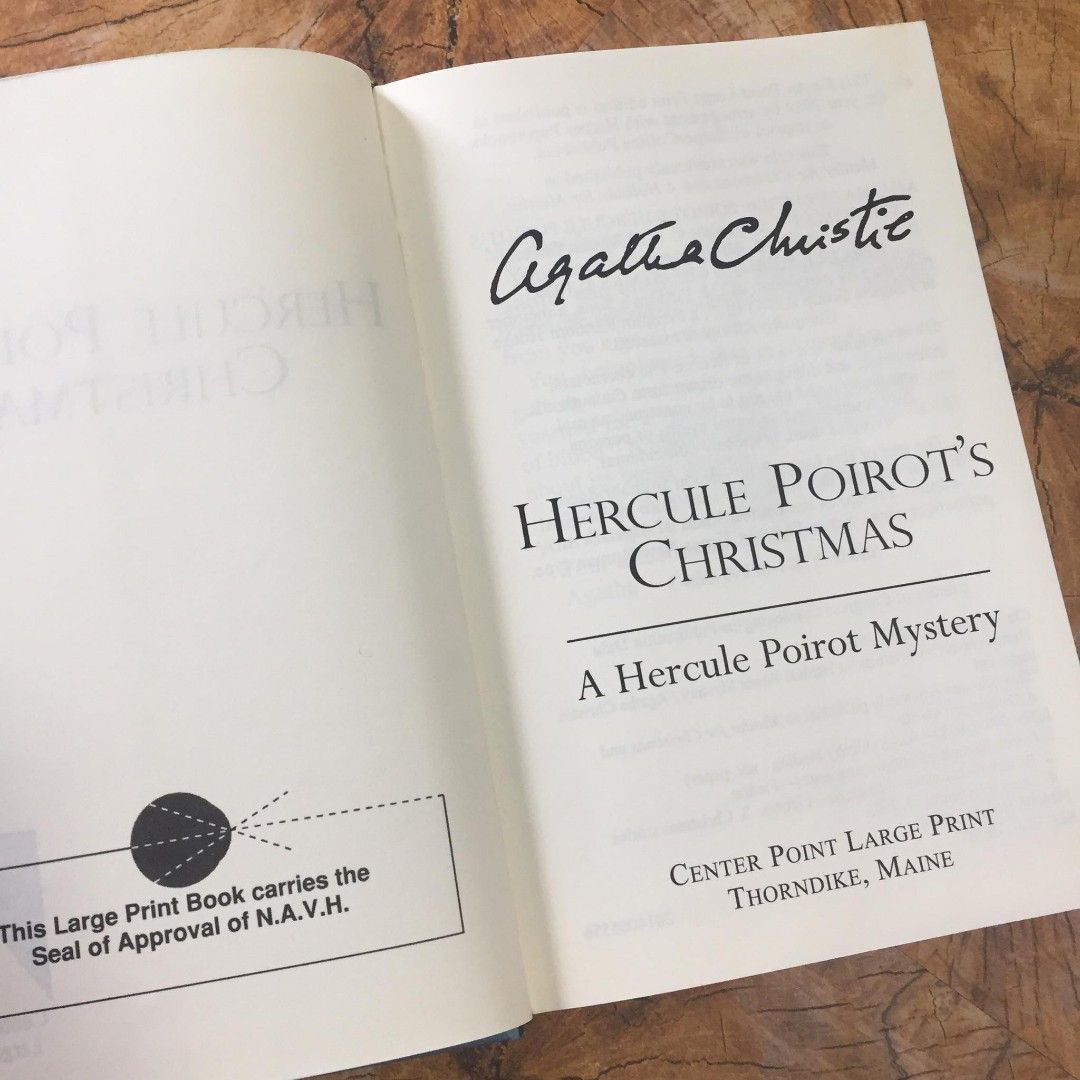 This Large Print Book carries the
Seal of Approval of N.A.V.H.
Agatha Christie
HERCULE POIROT'S
CHRISTMAS
A Hercule Poirot Mystery
CENTER POINT LARGE PRINT
THORNDIKE, MAINE